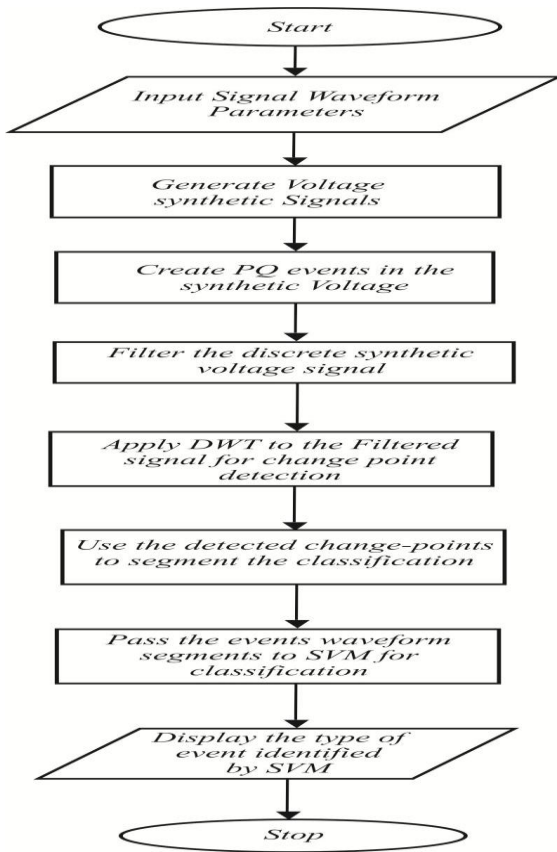 Start
Input Signal Waveform
Parameters
Generate Voltage
synthetic Signals
Create PQ events in the
synthetic Voltage
Filter the discrete synthetic
voltage signal
Apply DWT to the Filtered
signal for change point
detection
Use the detected change-points
to segment the classification
Pass the events waveform
segments to SVM for
classification
Display the type of
event identified
by SVM
Stop